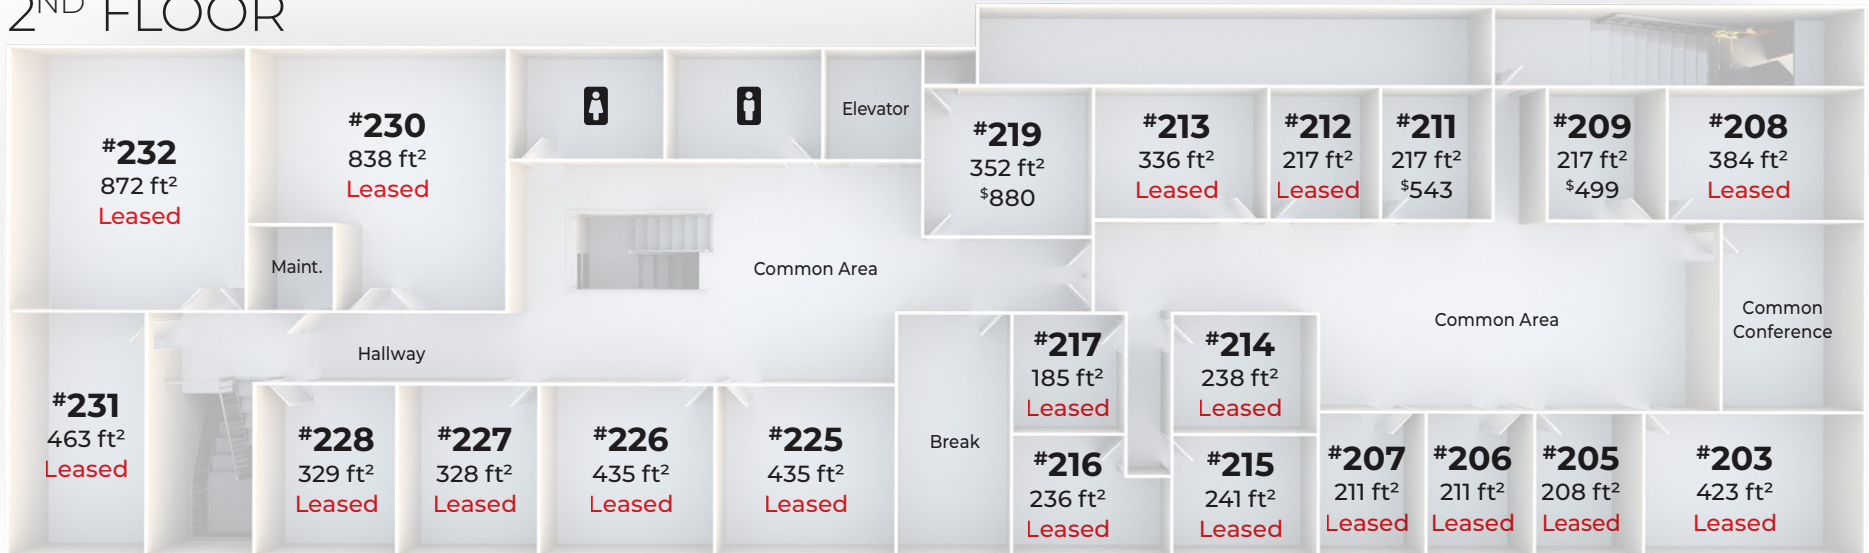 2ND FLOOR
#232
872 ft²
Leased
#230
838 ft²
Leased
Maint.
Elevator
#219
352 ft²
$880
#213
336 ft²
Leased
#212
217 ft²
Leased
#211
217 ft²
$543
#209
217 ft²
$499
#208
384 ft²
Leased
Common Area
Hallway
#231
463 ft²
Leased
#228
329 ft²
Leased
#227
328 ft²
Leased
#226
435 ft²
Leased
#225
435 ft²
Leased
Break
#217
185 ft²
Leased
#216
236 ft²
Leased
#214
238 ft²
Leased
#215
241 ft²
Leased
Common Area
Common
Conference
#207
211 ft²
Leased
#206
211 ft²
Leased
#205
208 ft²
Leased
#203
423 ft²
Leased